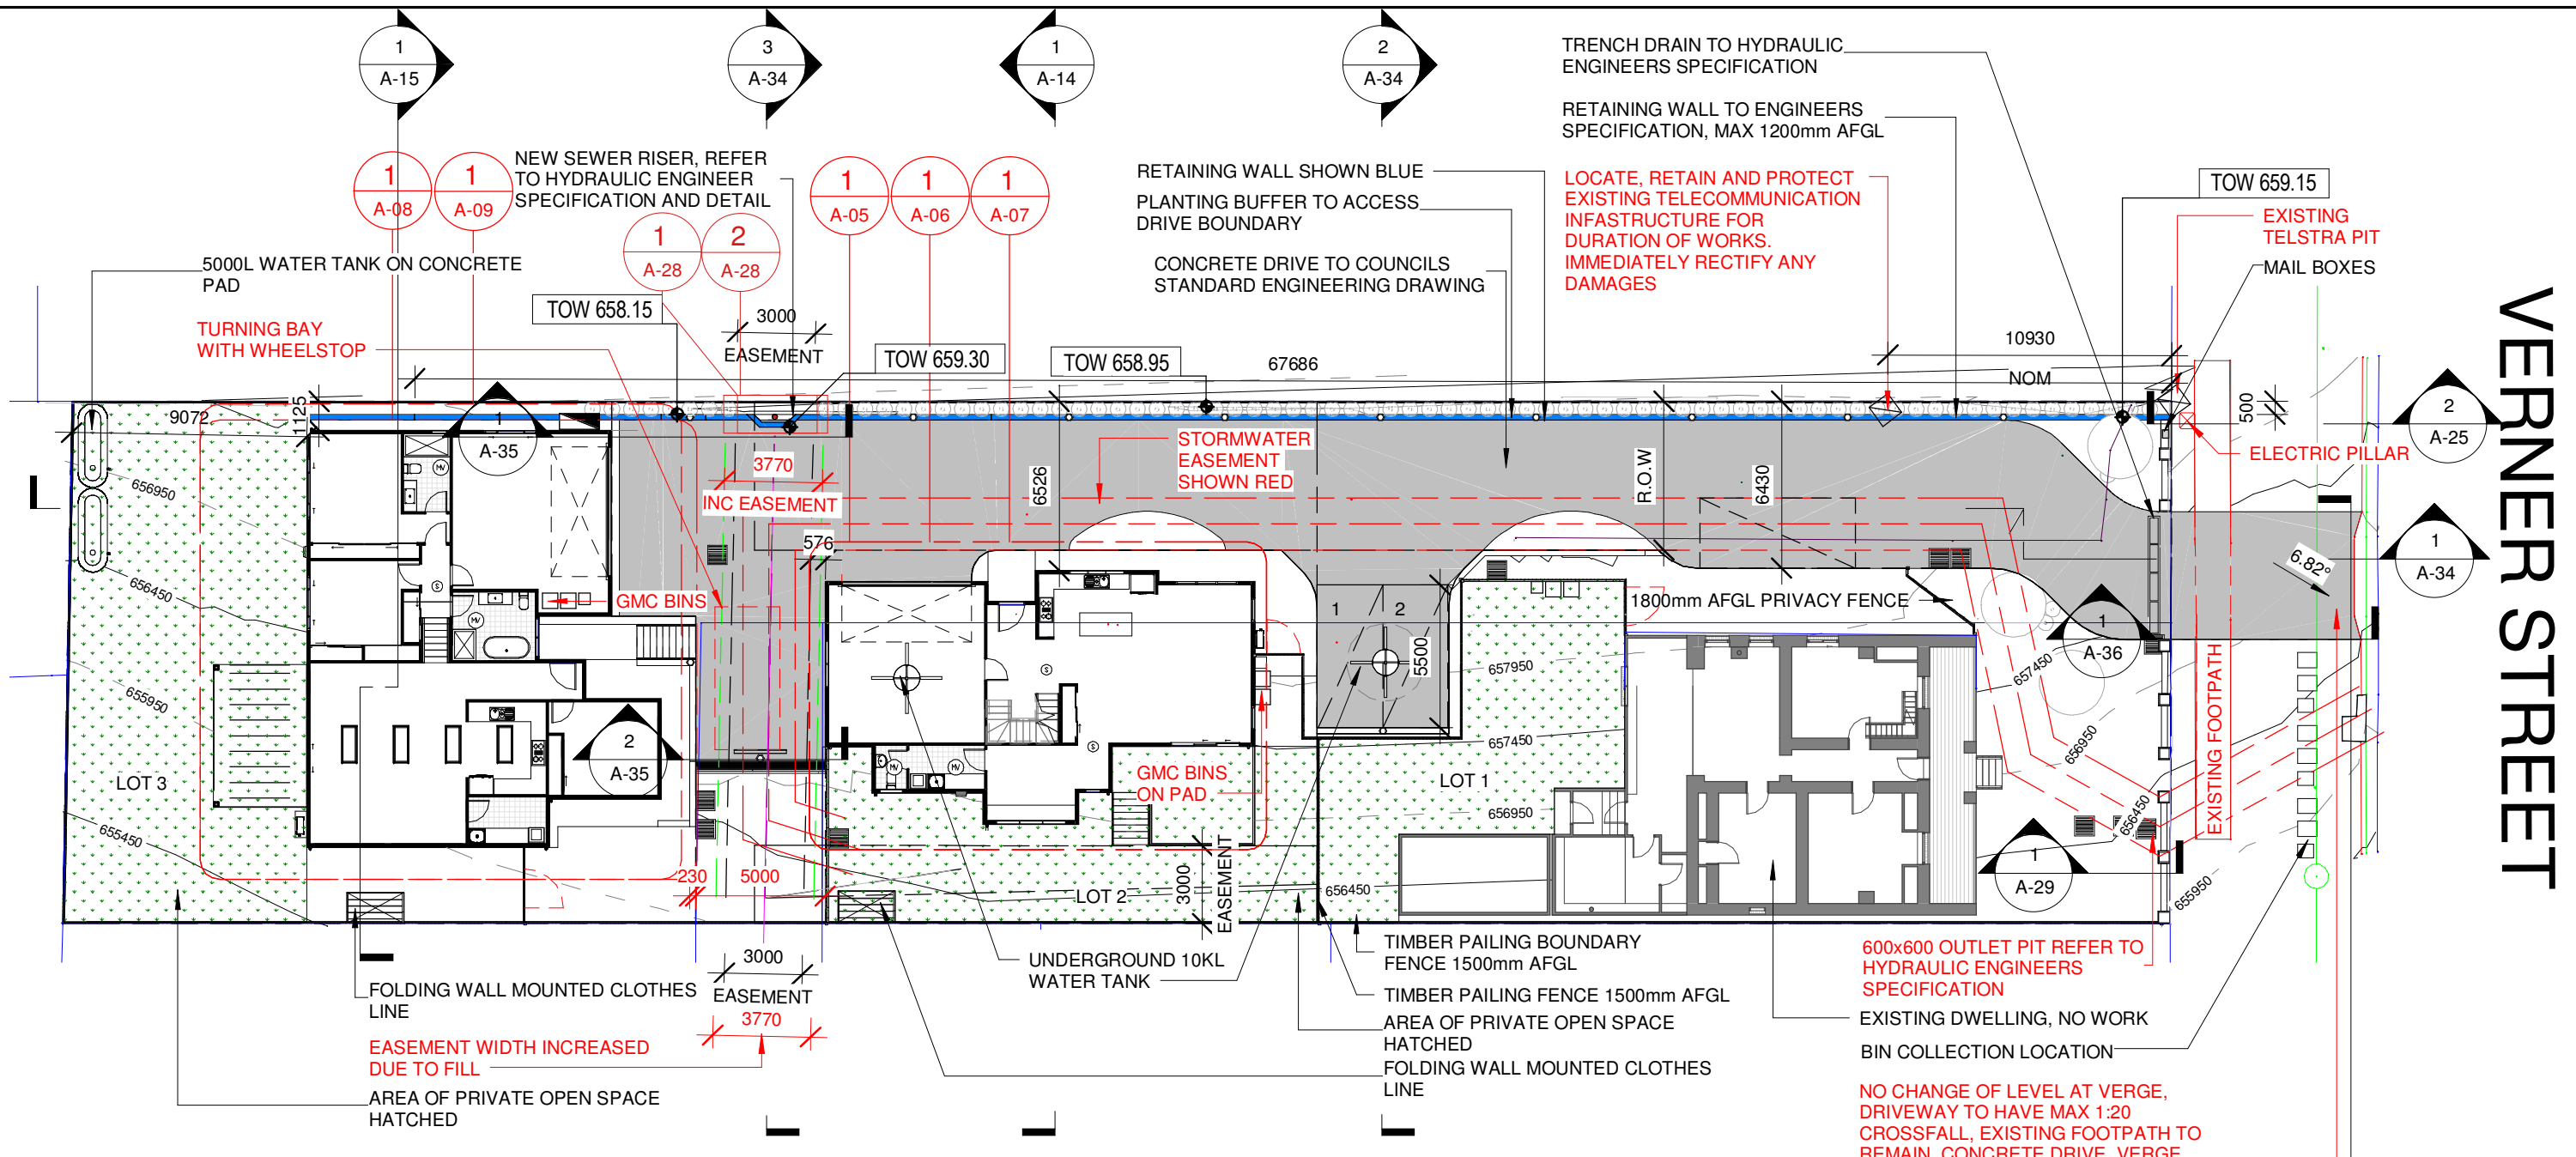 1
A-15
3
A-34
1
A-14
2
A-34
TRENCH DRAIN TO HYDRAULIC
ENGINEERS SPECIFICATION
RETAINING WALL TO ENGINEERS
SPECIFICATION, MAX 1200mm AFGL
1
A-08
1
A-09
NEW SEWER RISER, REFER
TO HYDRAULIC ENGINEER
SPECIFICATION AND DETAIL
1
A-05
1
A-06
1
A-07
RETAINING WALL SHOWN BLUE
PLANTING BUFFER TO ACCESS
DRIVE BOUNDARY
LOCATE, RETAIN AND PROTECT
EXISTING TELECOMMUNICATION
INFASTRUCTURE FOR
DURATION OF WORKS.
IMMEDIATELY RECTIFY ANY
DAMAGES
TOW 659.15
EXISTING
TELSTRA PIT
MAIL BOXES
1
A-28
2
A-28
5000L WATER TANK ON CONCRETE
PAD
CONCRETE DRIVE TO COUNCILS
STANDARD ENGINEERING DRAWING
TOW 658.15
3000
EASEMENT
TURNING BAY
WITH WHEELSTOP
TOW 659.30
TOW 658.95
67686
10930
NOM
VERNER STREET
9072
1125
1
A-35
500
2
A-25
ELECTRIC PILLAR
STORMWATER
EASEMENT
SHOWN RED
3770
INC EASEMENT
6526
R.O.W
6430
656950
576
6.82°
1
A-34
656450
GMC BINS
1
2
5500
1800mm AFGL PRIVACY FENCE
1
A-36
657950
657450
655950
2
A-35
657450
656950
EXISTING FOOTPATH
LOT 3
GMC BINS
ON PAD
LOT 1
656950
656450
655450
1
A-29
230
5000
LOT 2
3000
EASEMENT
656450
655950
3000
EASEMENT
3770
UNDERGROUND 10KL
WATER TANK
TIMBER PAILING BOUNDARY
FENCE 1500mm AFGL
TIMBER PAILING FENCE 1500mm AFGL
AREA OF PRIVATE OPEN SPACE
HATCHED
FOLDING WALL MOUNTED CLOTHES
LINE
600x600 OUTLET PIT REFER TO
HYDRAULIC ENGINEERS
SPECIFICATION
EXISTING DWELLING, NO WORK
BIN COLLECTION LOCATION
FOLDING WALL MOUNTED CLOTHES
LINE
EASEMENT WIDTH INCREASED
DUE TO FILL
AREA OF PRIVATE OPEN SPACE
HATCHED
NO CHANGE OF LEVEL AT VERGE,
DRIVEWAY TO HAVE MAX 1:20
CROSSFALL, EXISTING FOOTPATH TO
REMAIN, CONCRETE DRIVE, VERGE
MV
S
MV
MV
MV
S
S